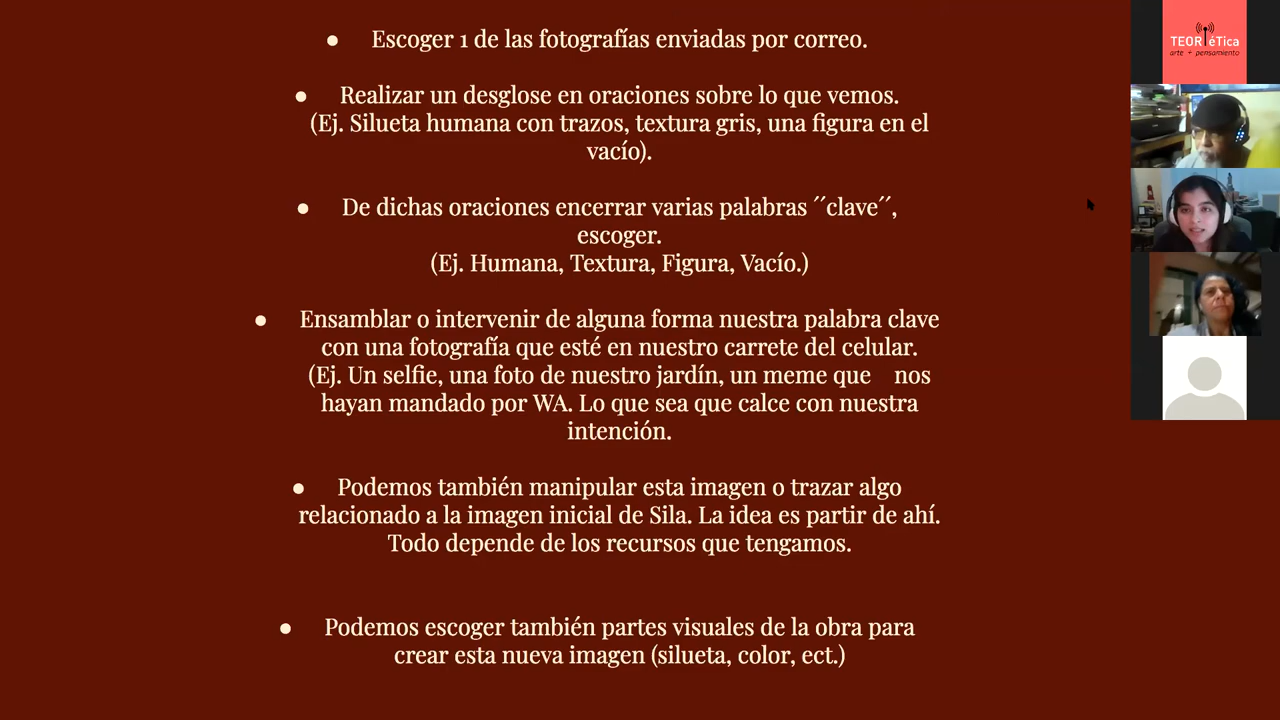 ● Escoger 1 de las fotografías enviadas por correo.
● Realizar un desglose en oraciones sobre lo que vemos.
(Ej. Silueta humana con trazos, textura gris, una figura en el
vacío).
● De dichas oraciones encerrar varias palabras ´´clave´´,
escoger.
(Ej. Humana, Textura, Figura, Vacío.)
● Ensamblar o intervenir de alguna forma nuestra palabra clave
con una fotografía que esté en nuestro carrete del celular.
(Ej. Un selfie, una foto de nuestro jardín, un meme que nos
hayan mandado por WA. Lo que sea que calce con nuestra
intención.
● Podemos también manipular esta imagen o trazar algo
relacionado a la imagen inicial de Sila. La idea es partir de ahí.
Todo depende de los recursos que tengamos.
● Podemos escoger también partes visuales de la obra para
crear esta nueva imagen (silueta, color, ect.)
TEORéTica
arte + pensamiento